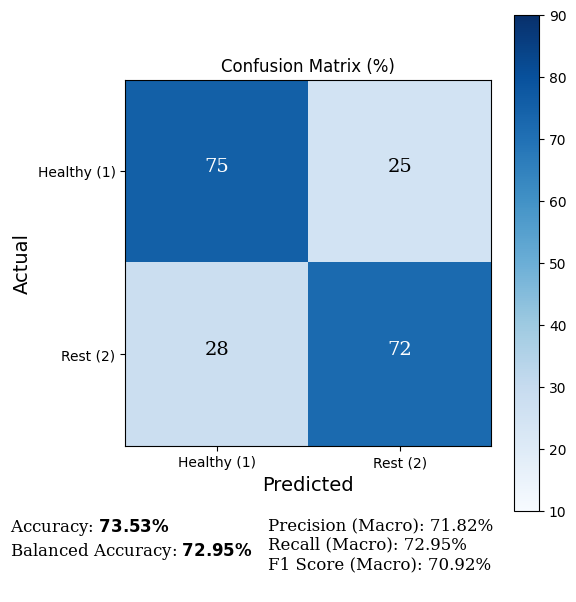 Confusion Matrix (%)
90
80
70
60
50
40
30
20
10
Healthy (1)
75
25
Actual
Rest (2)
28
72
Healthy (1)
Rest (2)
Predicted
Accuracy: 73.53%
Balanced Accuracy: 72.95%
Precision (Macro): 71.82%
Recall (Macro): 72.95%
F1 Score (Macro): 70.92%